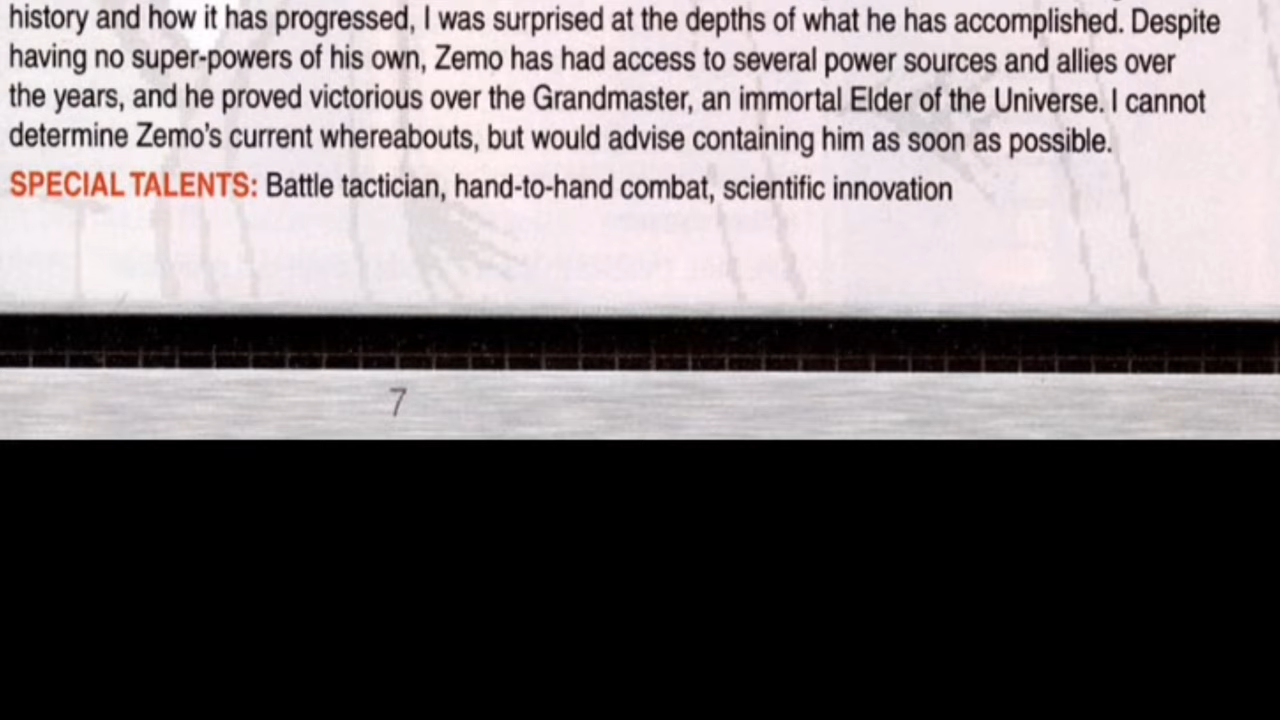 history and how it has progressed, I was surprised at the depths of what he has accomplished. Despite
having no super-powers of his own, Zemo has had access to several power sources and allies over
the years, and he proved victorious over the Grandmaster, an immortal Elder of the Universe. I cannot
determine Zemo's current whereabouts, but would advise containing him as soon as possible.
SPECIAL TALENTS: Battle tactician, hand-to-hand combat, scientific innovation
7